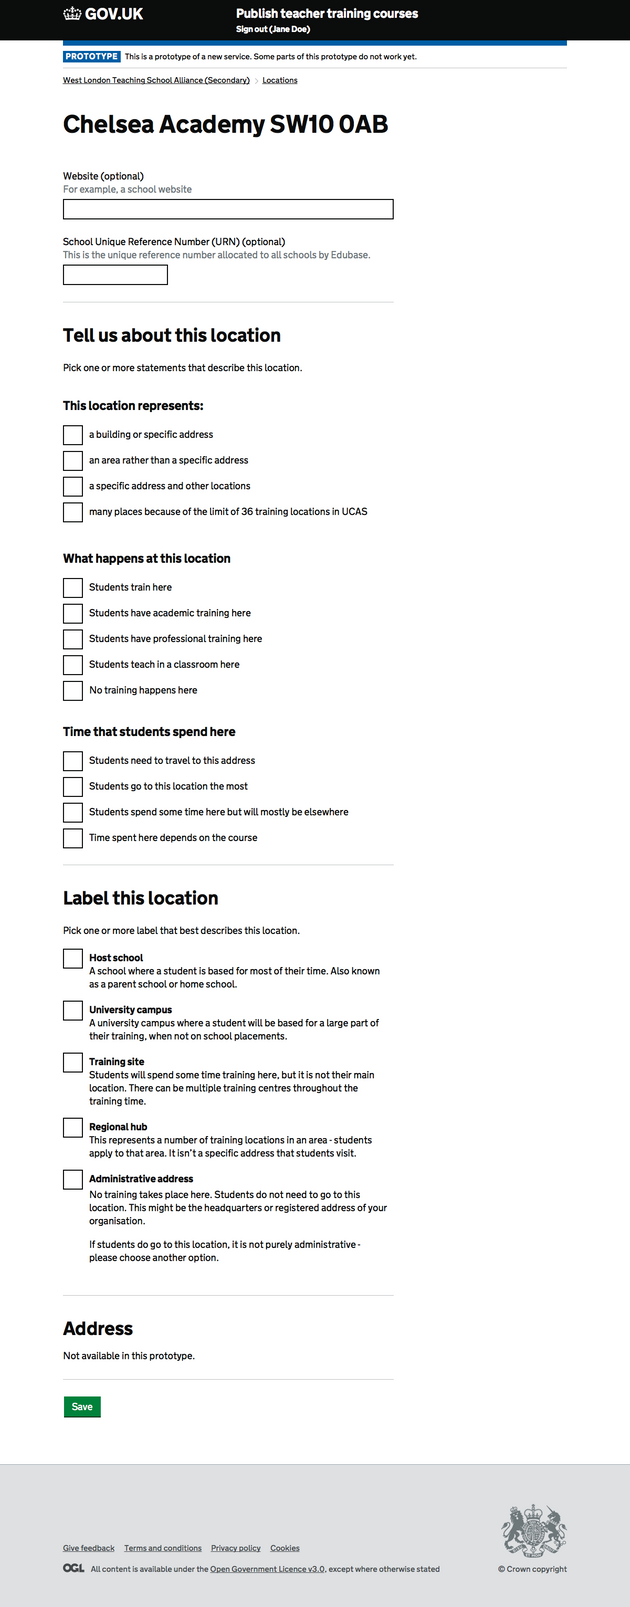 GOV.UK
Publish teacher training courses
Sign out (Jane Doe)
PROTOTYPE This is a prototype of a new service. Some parts of this prototype do not work yet.
West London Teaching School Alliance (Secondary) > Locations
Chelsea Academy SW10 0AB
Website (optional)
For example, a school website
School Unique Reference Number (URN) (optional)
This is the unique reference number allocated to all schools by Edubase.
Tell us about this location
Pick one or more statements that describe this location.
This location represents:
a building or specific address
an area rather than a specific address
a specific address and other locations
many places because of the limit of 36 training locations in UCAS
What happens at this location
Students train here
Students have academic training here
Students have professional training here
Students teach in a classroom here
No training happens here
Time that students spend here
Students need to travel to this address
Students go to this location the most
Students spend some time here but will mostly be elsewhere
Time spent here depends on the course
Label this location
Pick one or more label that best describes this location.
Host school
A school where a student is based for most of their time. Also known
as a parent school or home school.
University campus
A university campus where a student will be based for a large part of
their training, when not on school placements.
Training site
Students will spend some time training here, but it is not their main
location. There can be multiple training centres throughout the
training time.
Regional hub
This represents a number of training locations in an area - students
apply to that area. It isn't a specific address that students visit.
Administrative address
No training takes place here. Students do not need to go to this
location. This might be the headquarters or registered address of your
organisation.
If students do go to this location, it is not purely administrative -
please choose another option.
Address
Not available in this prototype.
Save
Give feedback Terms and conditions Privacy policy Cookies
OGL All content is available under the Open Government Licence v3.0, except where otherwise stated
© Crown copyright